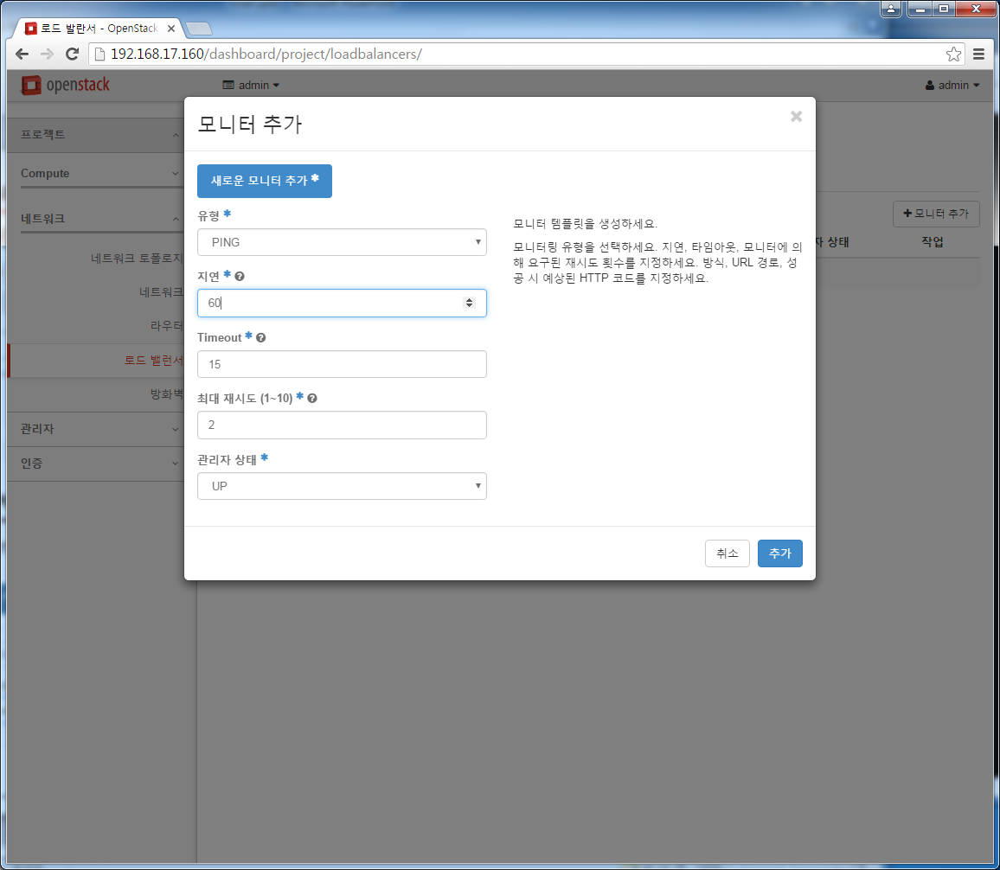 로드 발란서 - OpenStack
192.168.17.160/dashboard/project/loadbalancers/
openstack
admin
admin
모니터 추가
프로젝트
Compute
네트워크
네트워크 토폴로지
네트워크
라우터
로드 밸런서
방화벽
관리자
인증
새로운 모니터 추가 *
유형 *
PING
지연 *
60
Timeout *
15
최대 재시도 (1~10) *
2
관리자 상태 *
UP
모니터 템플릿을 생성하세요.
모니터링 유형을 선택하세요. 지연, 타임아웃, 모니터에 의
해 요구된 재시도 횟수를 지정하세요. 방식, URL 경로, 성
공 시 예상된 HTTP 코드를 지정하세요.
+ 모니터 추가
자 상태
작업
취소
추가